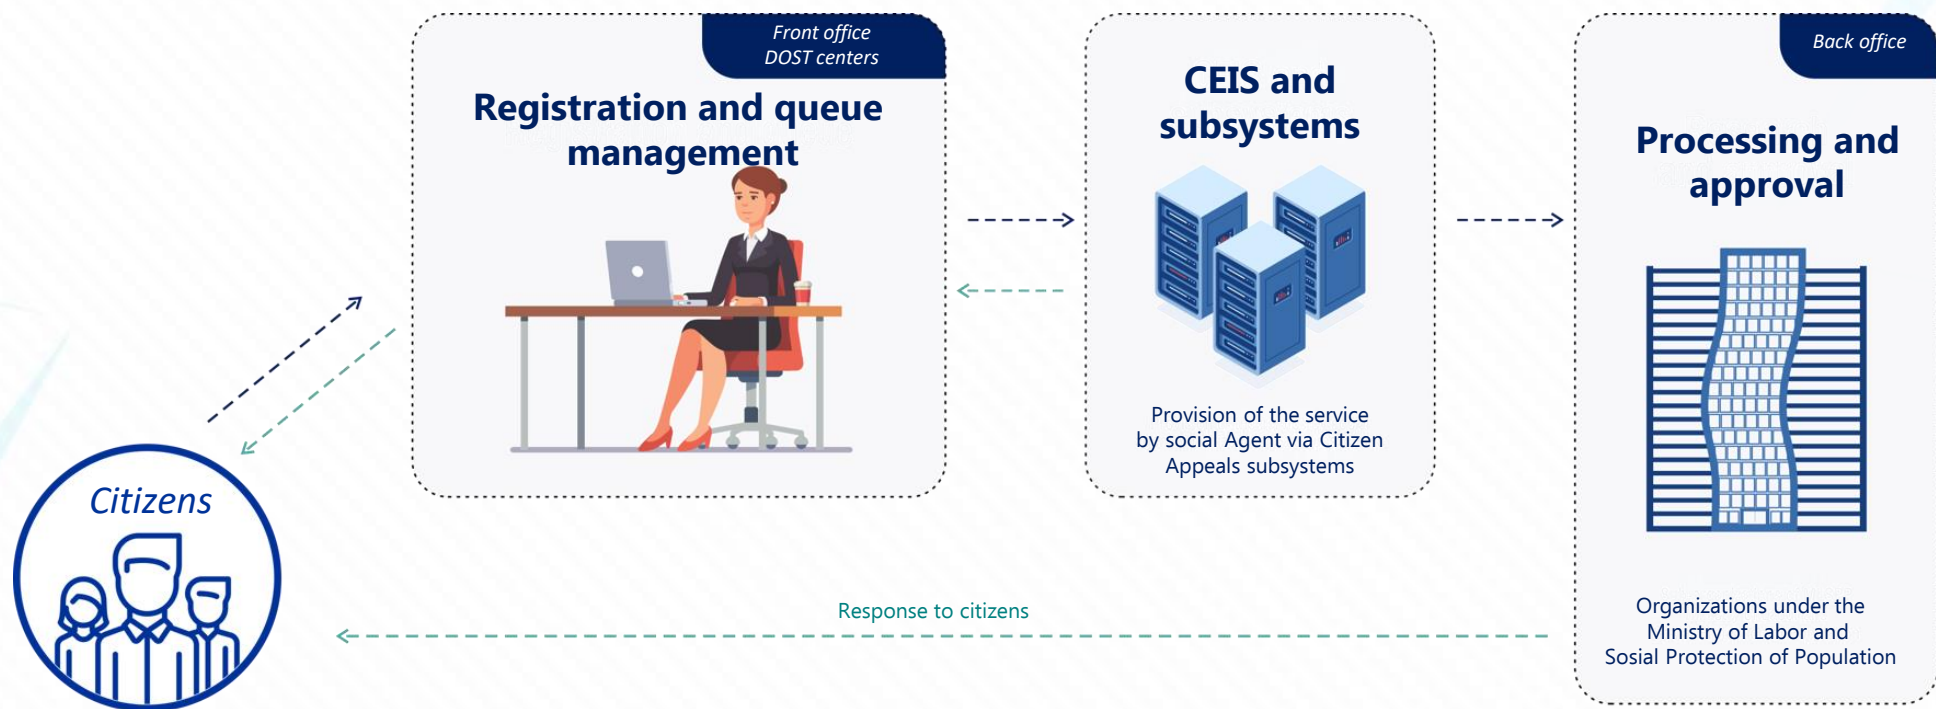 Front office
DOST centers
Registration and queue
management
CEIS and
subsystems
Provision of the service
by social Agent via Citizen
Appeals subsystems
Back office
Processing and
approval
Organizations under the
Ministry of Labor and
Sosial Protection of Population
Citizens
Response to citizens